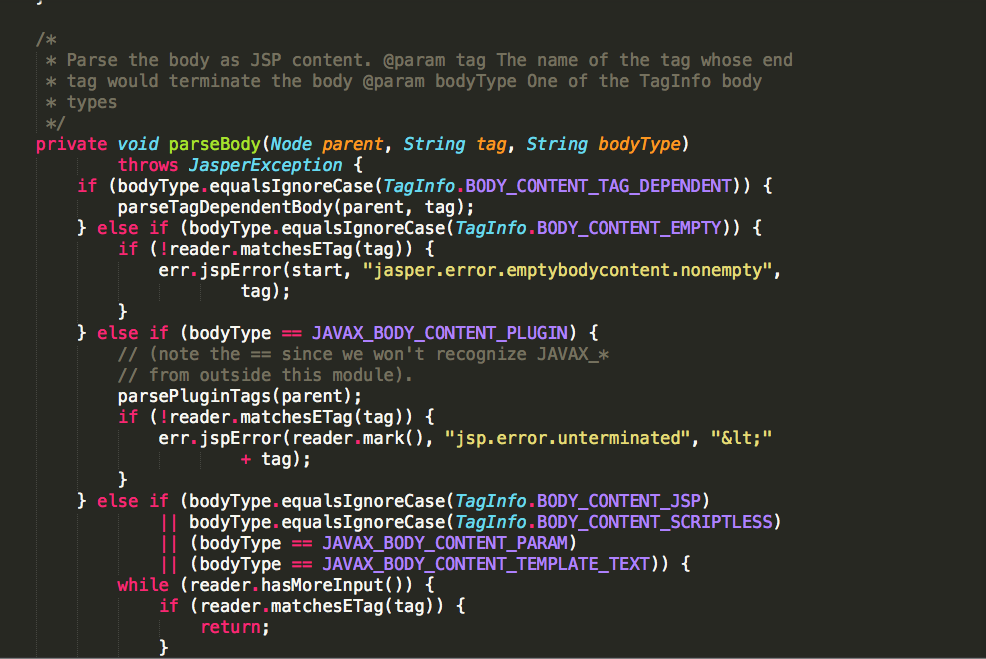 /*
 * Parse the body as JSP content. @param tag The name of the tag whose end
 * tag would terminate the body @param bodyType One of the TagInfo body
 * types
 */
private void parseBody(Node parent, String tag, String bodyType)
        throws JasperException {
    if (bodyType.equalsIgnoreCase(TagInfo.BODY_CONTENT_TAG_DEPENDENT)) {
        parseTagDependentBody(parent, tag);
    } else if (bodyType.equalsIgnoreCase(TagInfo.BODY_CONTENT_EMPTY)) {
        if (!reader.matchesETag(tag)) {
            err.jspError(start, "jasper.error.emptybodycontent.nonempty",
                    tag);
        }
    } else if (bodyType == JAVAX_BODY_CONTENT_PLUGIN) {
        // (note the == since we won't recognize JAVAX_*
        // from outside this module).
        parsePluginTags(parent);
        if (!reader.matchesETag(tag)) {
            err.jspError(reader.mark(), "jsp.error.unterminated", "&lt;"
                    + tag);
        }
    } else if (bodyType.equalsIgnoreCase(TagInfo.BODY_CONTENT_JSP)
            || bodyType.equalsIgnoreCase(TagInfo.BODY_CONTENT_SCRIPTLESS)
            || (bodyType == JAVAX_BODY_CONTENT_PARAM)
            || (bodyType == JAVAX_BODY_CONTENT_TEMPLATE_TEXT)) {
        while (reader.hasMoreInput()) {
            if (reader.matchesETag(tag)) {
                return;
            }